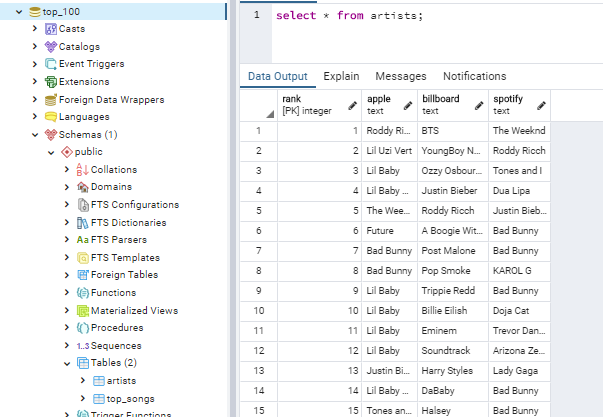 top_100
Casts
Catalogs
Event Triggers
Extensions
Foreign Data Wrappers
Languages
Schemas (1)
public
Collations
Domains
FTS Configurations
FTS Dictionaries
FTS Parsers
FTS Templates
Foreign Tables
Functions
Materialized Views
Procedures
1..3 Sequences
Tables (2)
artists
top_songs
Trigger Functions
1 select * from artists;
Data Output Explain Messages Notifications
rank apple billboard spotify
[PK] integer text text text
1 1 Roddy Ri... BTS The Weeknd
2 2 Lil Uzi Vert YoungBoy N... Roddy Ricch
3 3 Lil Baby Ozzy Osbour... Tones and I
4 4 Lil Baby ... Justin Bieber Dua Lipa
5 5 The Wee... Roddy Ricch Justin Bieb...
6 6 Future A Boogie Wit... Bad Bunny
7 7 Bad Bunny Post Malone Bad Bunny
8 8 Bad Bunny Pop Smoke KAROL G
9 9 Lil Baby Trippie Redd Bad Bunny
10 10 Lil Baby Billie Eilish Doja Cat
11 11 Lil Baby Eminem Trevor Dan...
12 12 Lil Baby Soundtrack Arizona Ze...
13 13 Justin Bi... Harry Styles Lady Gaga
14 14 Lil Baby ... DaBaby Bad Bunny
15 15 Tones an... Halsey Bad Bunny